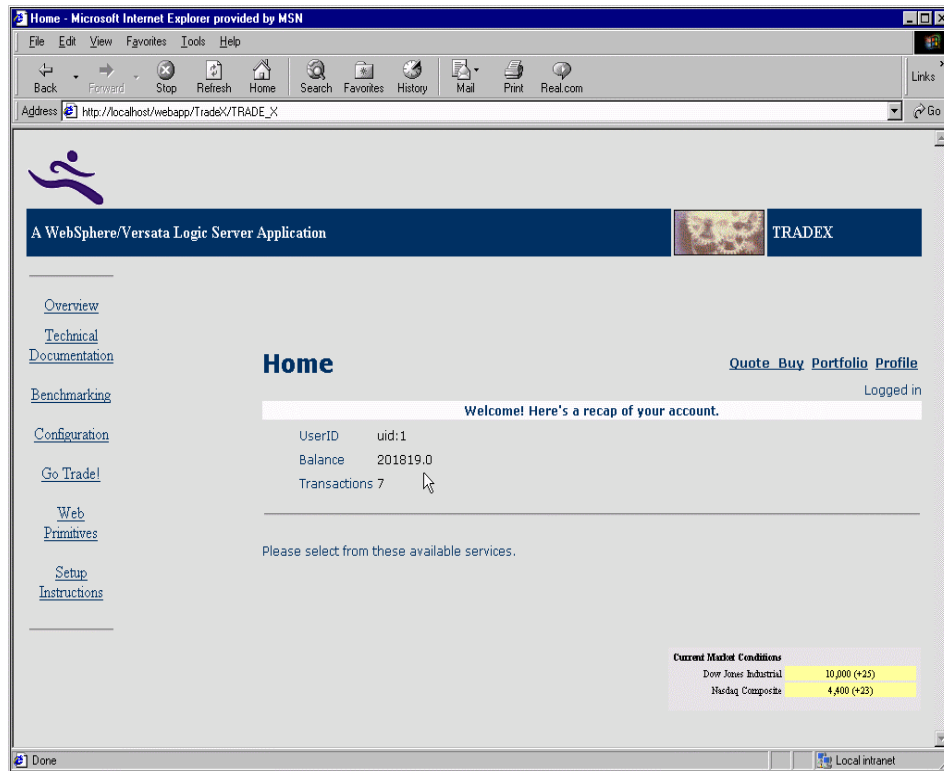 Home - Microsoft Internet Explorer provided by MSN
File Edit View Favorites Tools Help
Back Forward Stop Refresh Home Search Favorites History Mail Print Real.com Links
Address http://localhost/webapp/TradeX/TRADE_X Go
A WebSphere/Versata Logic Server Application TRADEX
Overview
Technical
Documentation
Benchmarking
Configuration
Go Trade!
Web
Primitives
Setup
Instructions
Home
Quote Buy Portfolio Profile
Logged in
Welcome! Here's a recap of your account.
UserID uid:1
Balance 201819.0
Transactions 7
Please select from these available services.
Current Market Conditions
Dow Jones Industrial 10,000 (+25)
Nasdaq Composite 4,400 (+23)
Done Local intranet